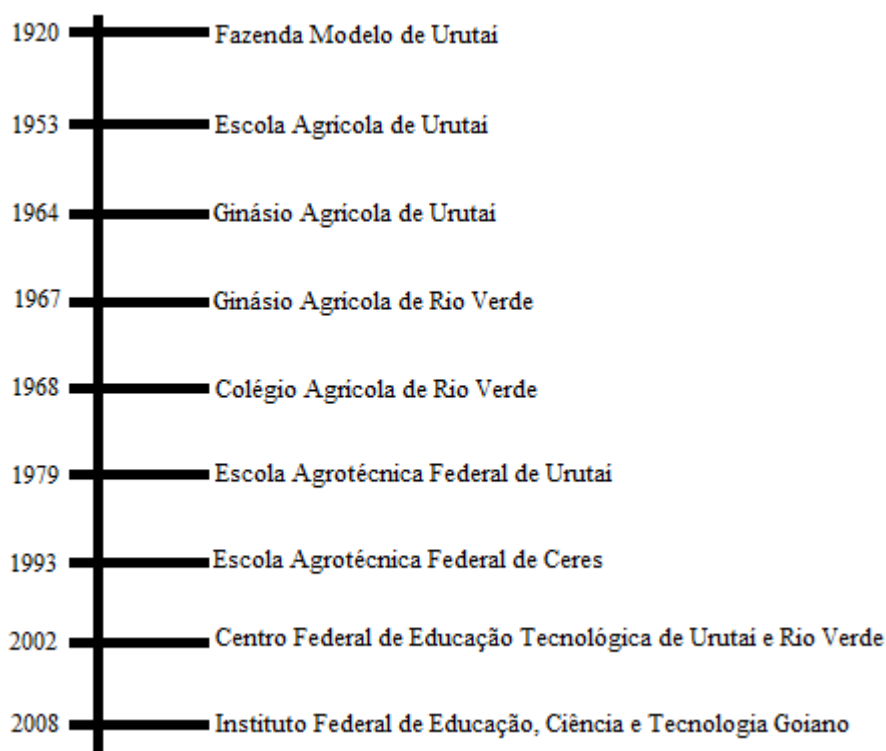 1920 Fazenda Modelo de Urutaí
1953 Escola Agrícola de Urutaí
1964 Ginásio Agrícola de Urutaí
1967 Ginásio Agrícola de Rio Verde
1968 Colégio Agrícola de Rio Verde
1979 Escola Agrotécnica Federal de Urutaí
1993 Escola Agrotécnica Federal de Ceres
2002 Centro Federal de Educação Tecnológica de Urutaí e Rio Verde
2008 Instituto Federal de Educação, Ciência e Tecnologia Goiano